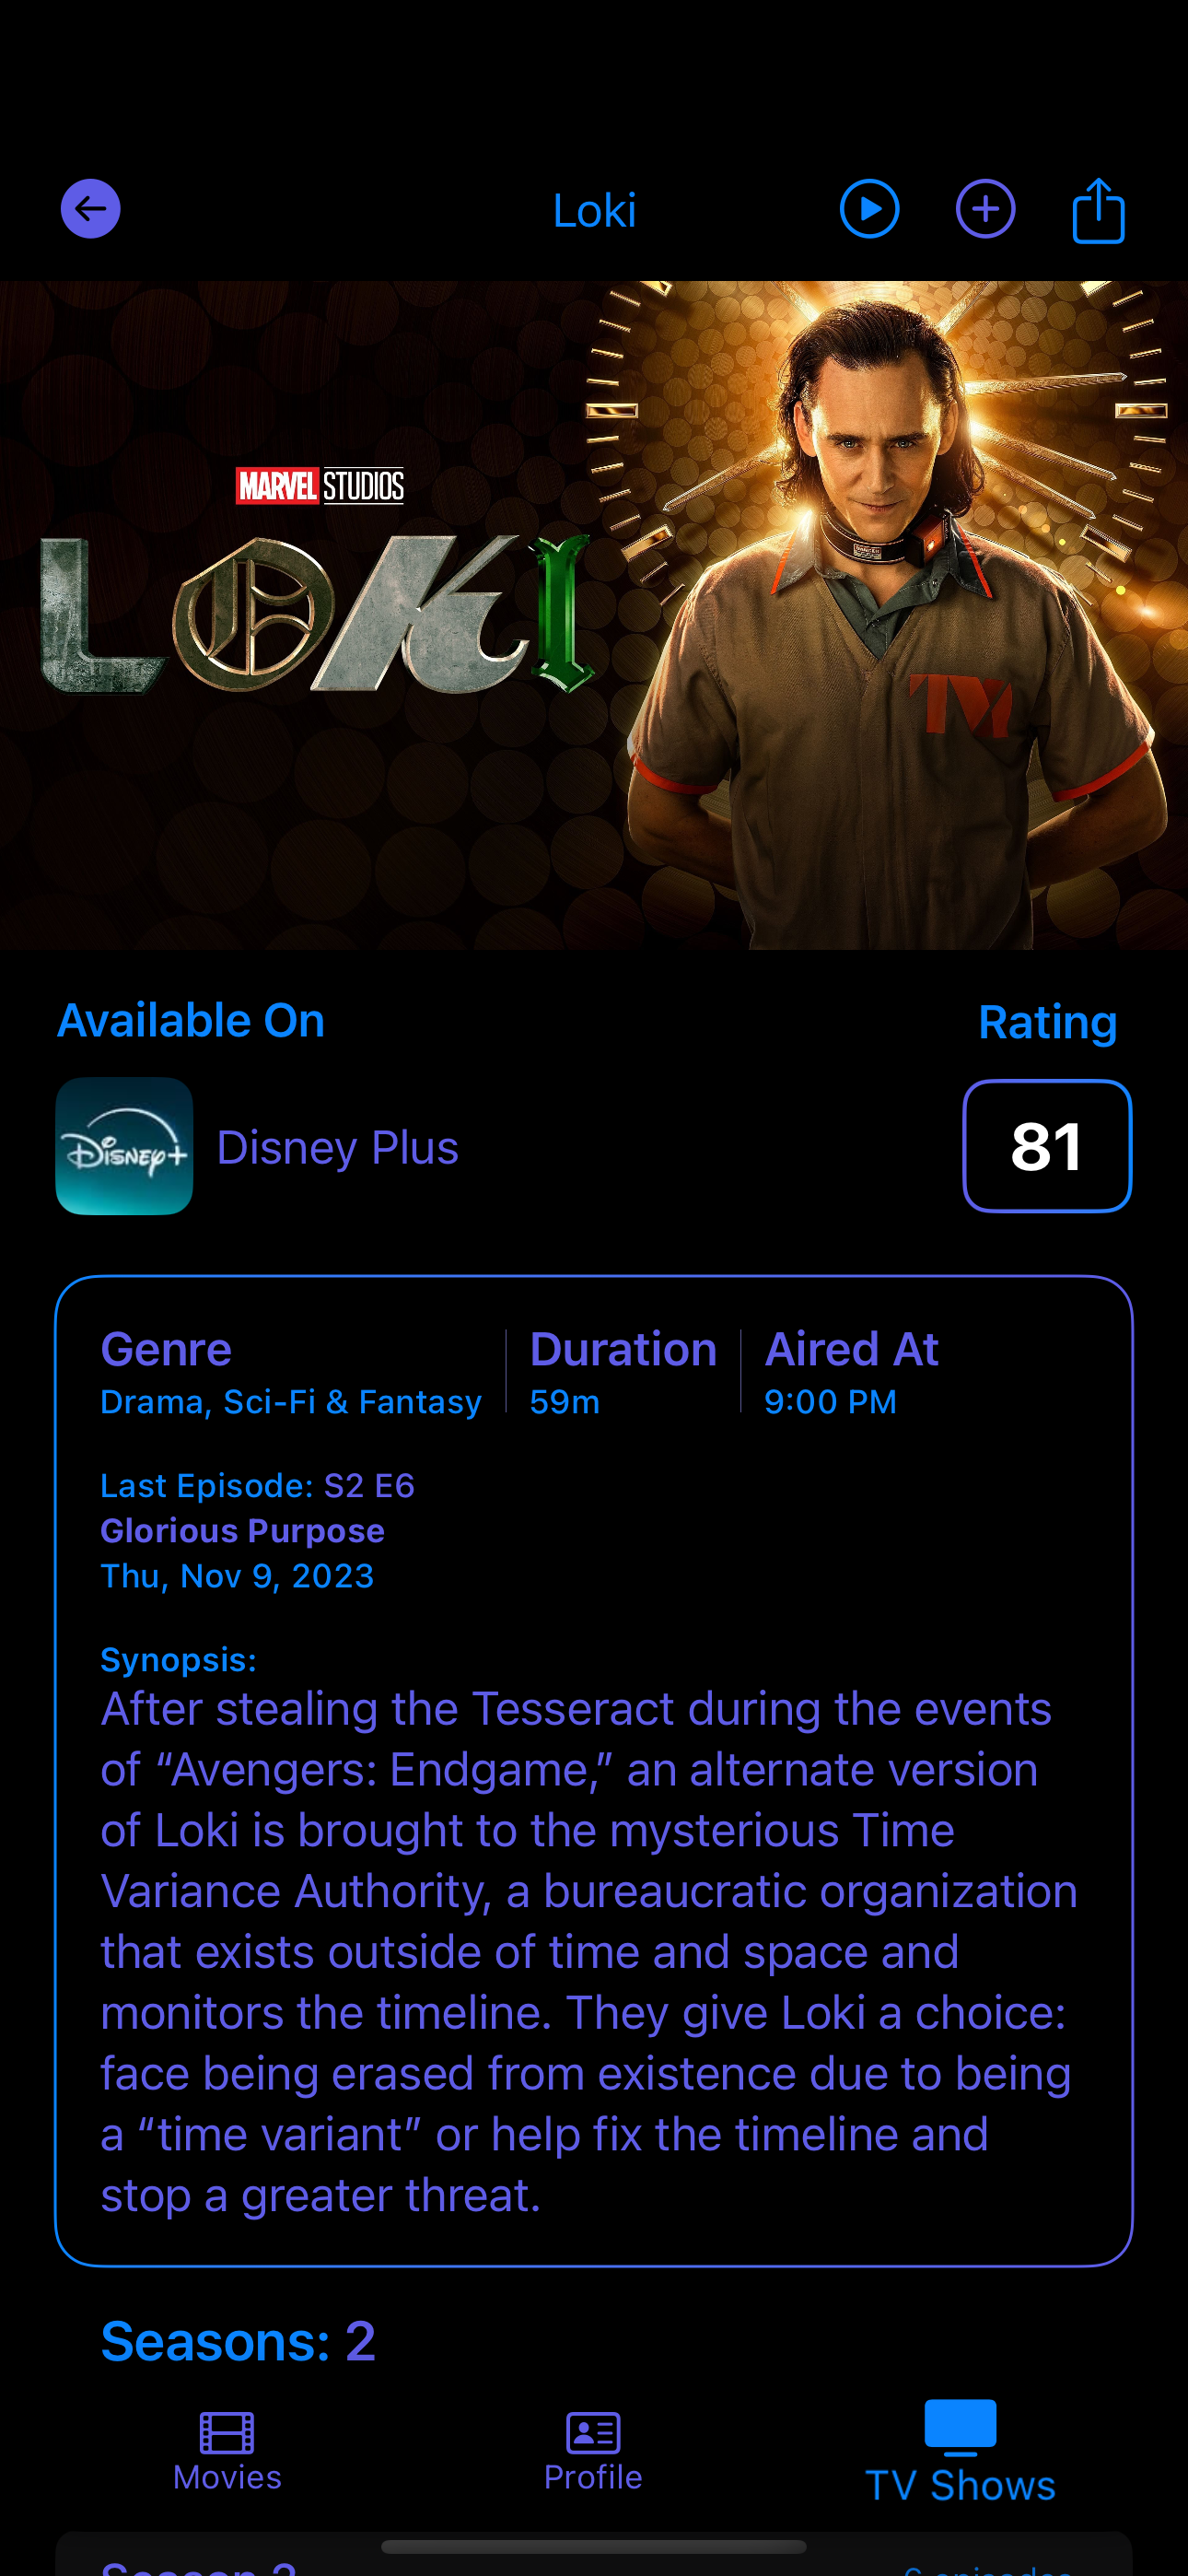 Loki
MARVEL STUDIOS
LOKI
TVA
Available On
Rating
Disney+
Disney Plus
81
Genre
Duration
Aired At
Drama, Sci-Fi & Fantasy
59m
9:00 PM
Last Episode: S2 E6
Glorious Purpose
Thu, Nov 9, 2023
Synopsis:
After stealing the Tesseract during the events
of “Avengers: Endgame,” an alternate version
of Loki is brought to the mysterious Time
Variance Authority, a bureaucratic organization
that exists outside of time and space and
monitors the timeline. They give Loki a choice:
face being erased from existence due to being
a “time variant” or help fix the timeline and
stop a greater threat.
Seasons: 2
Movies
Profile
TV Shows
Season 2
6 episodes